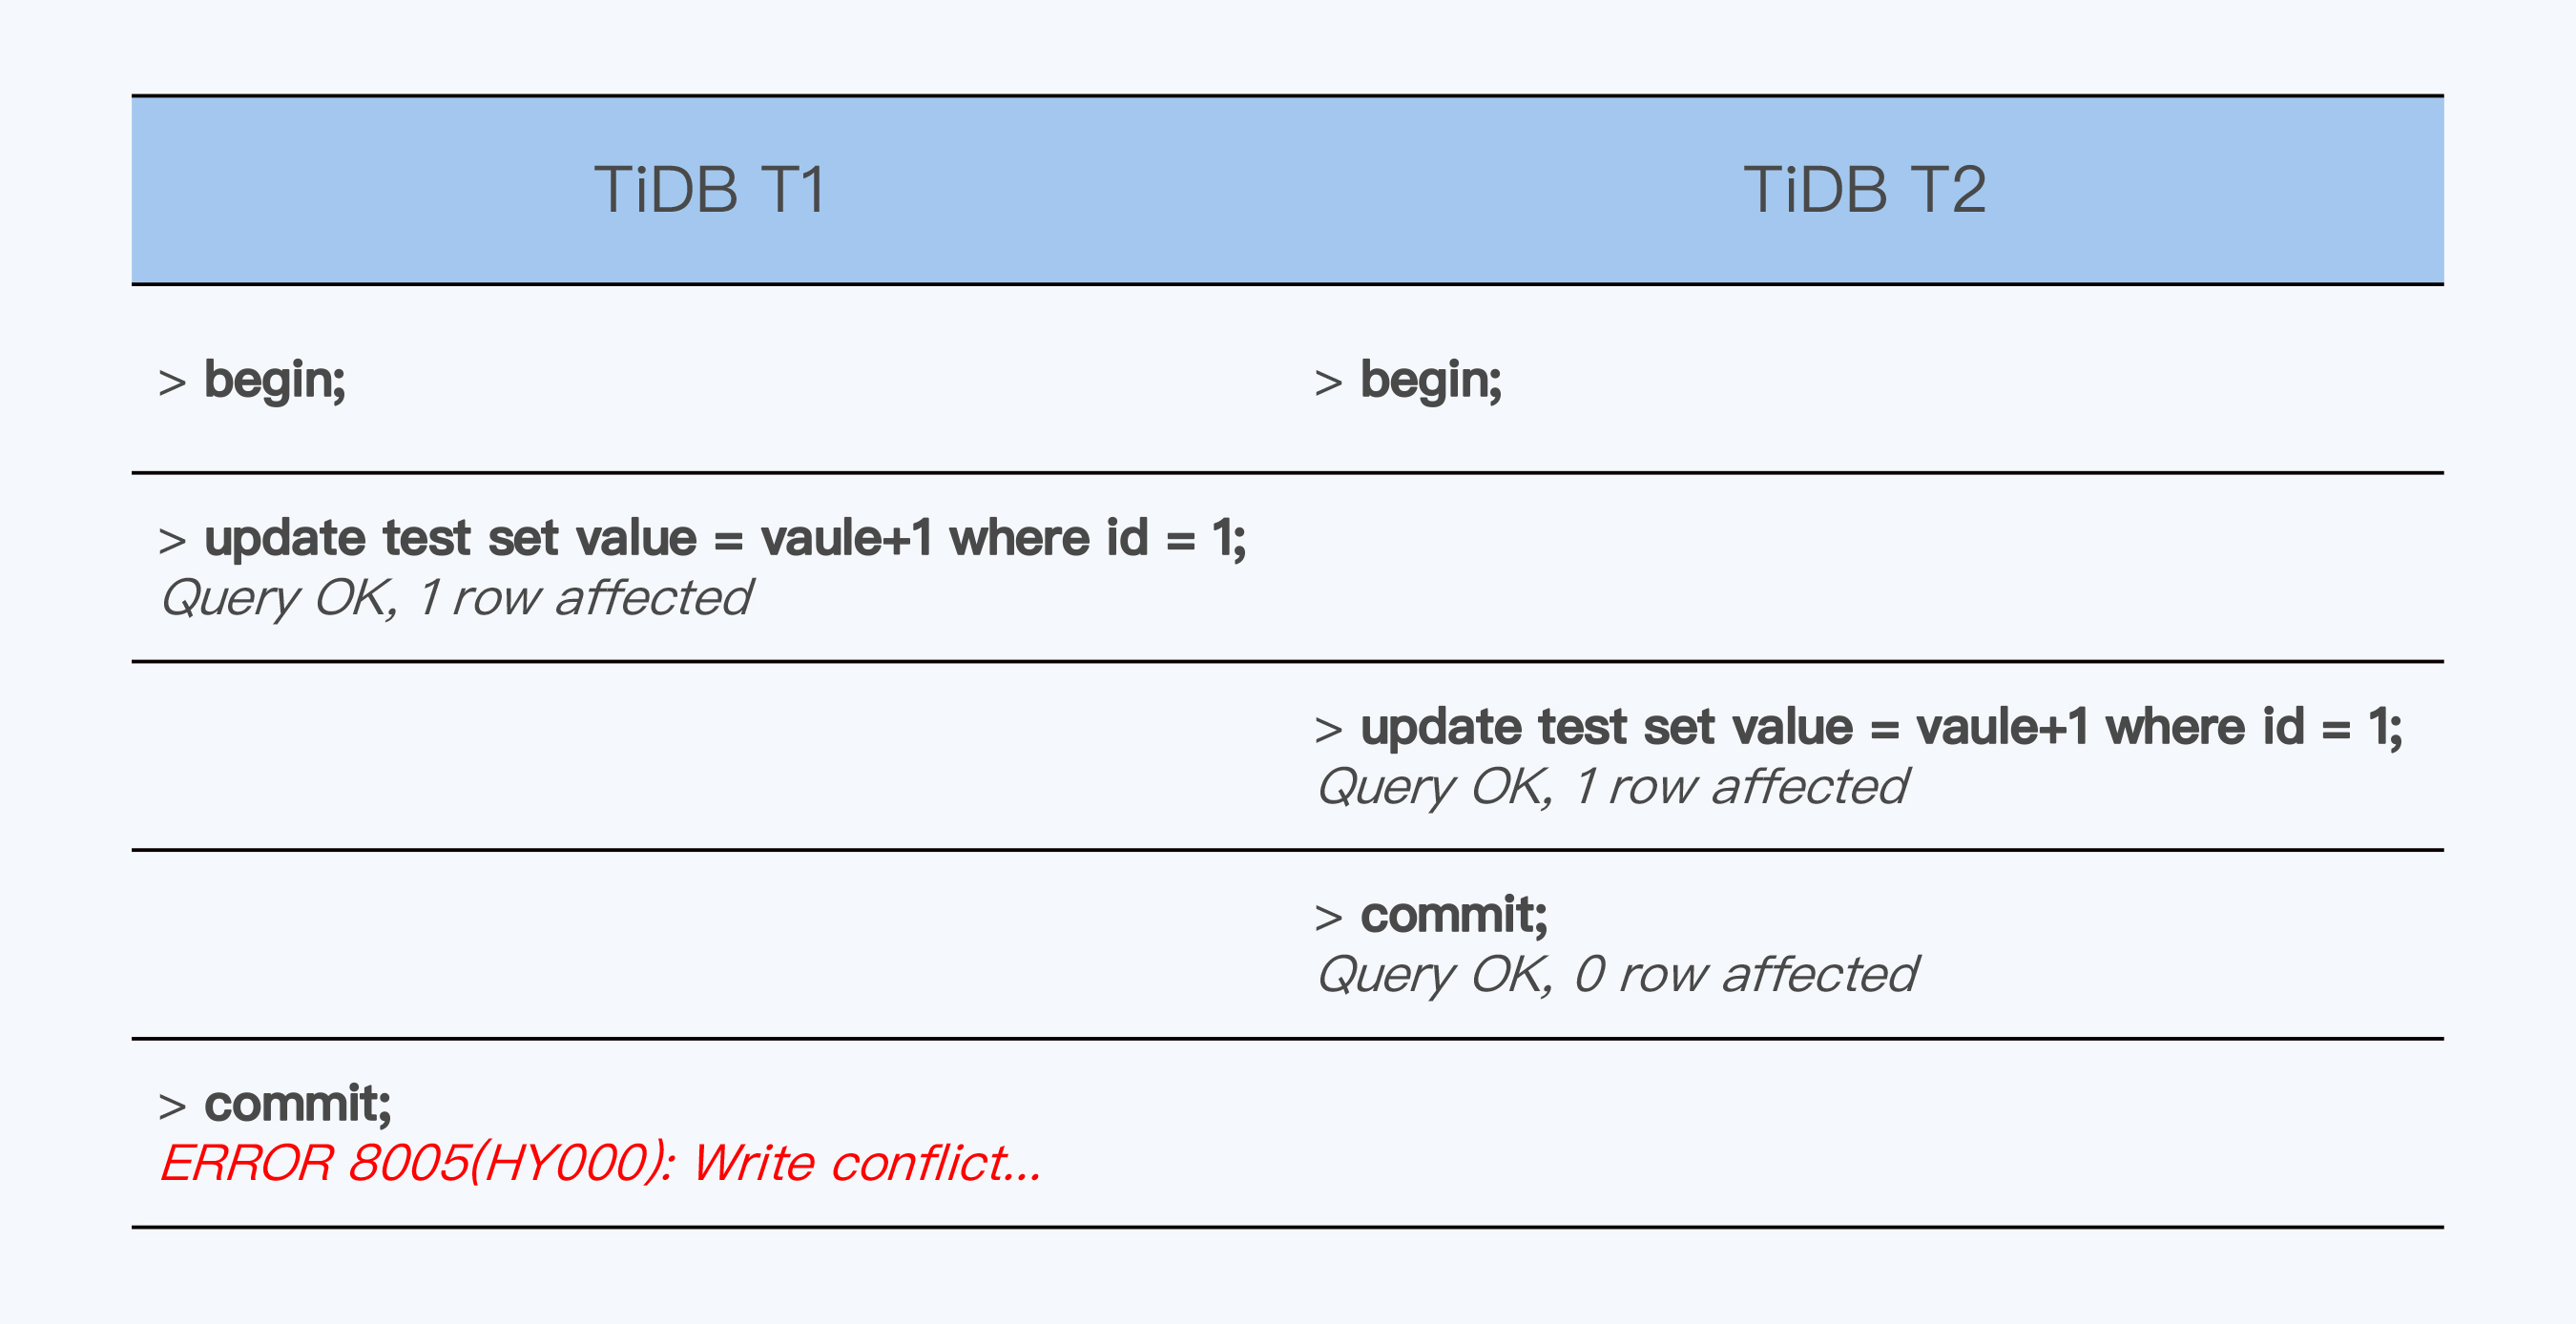 TiDB T1
TiDB T2
> begin;
> begin;
> update test set value = vaule+1 where id = 1;
Query OK, 1 row affected
> update test set value = vaule+1 where id = 1;
Query OK, 1 row affected
> commit;
Query OK, 0 row affected
> commit;
ERROR 8005(HY000): Write conflict...